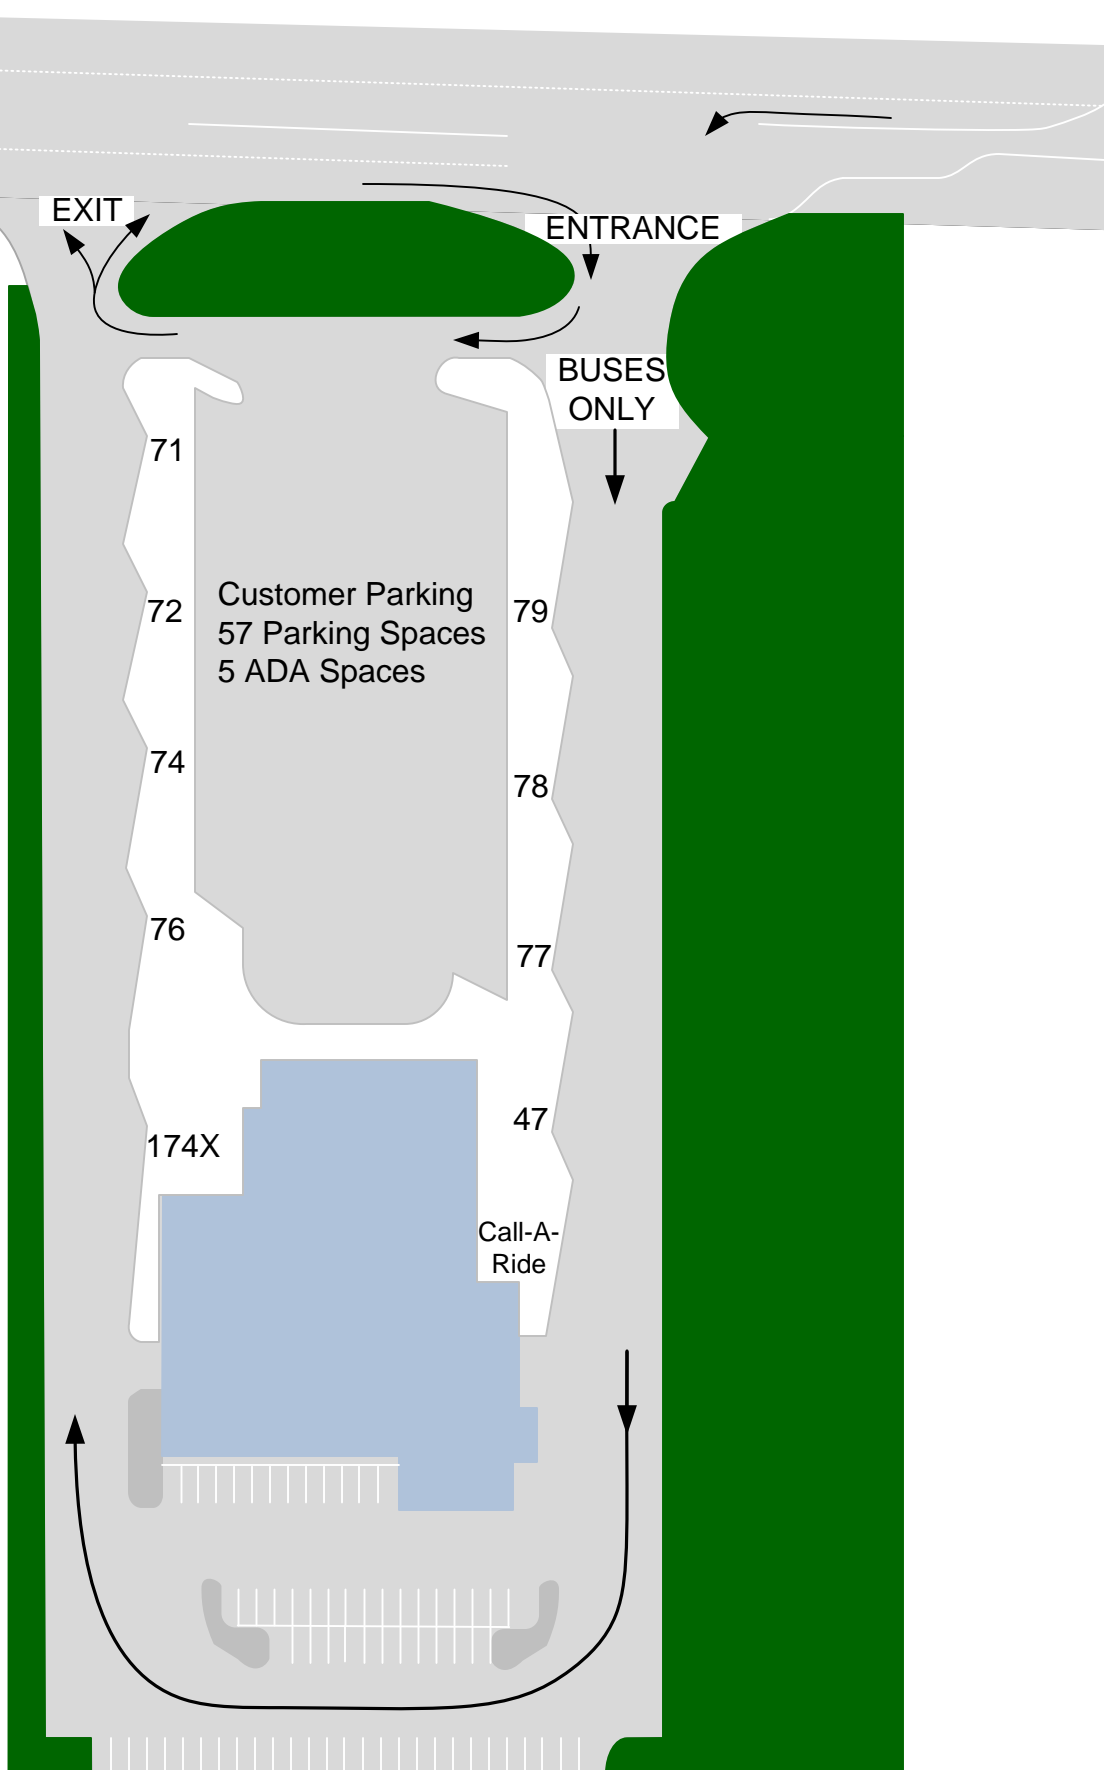 EXIT
ENTRANCE
BUSES
ONLY
71
72
Customer Parking
57 Parking Spaces
5 ADA Spaces
79
74
78
76
77
174X
47
Call-A-
Ride